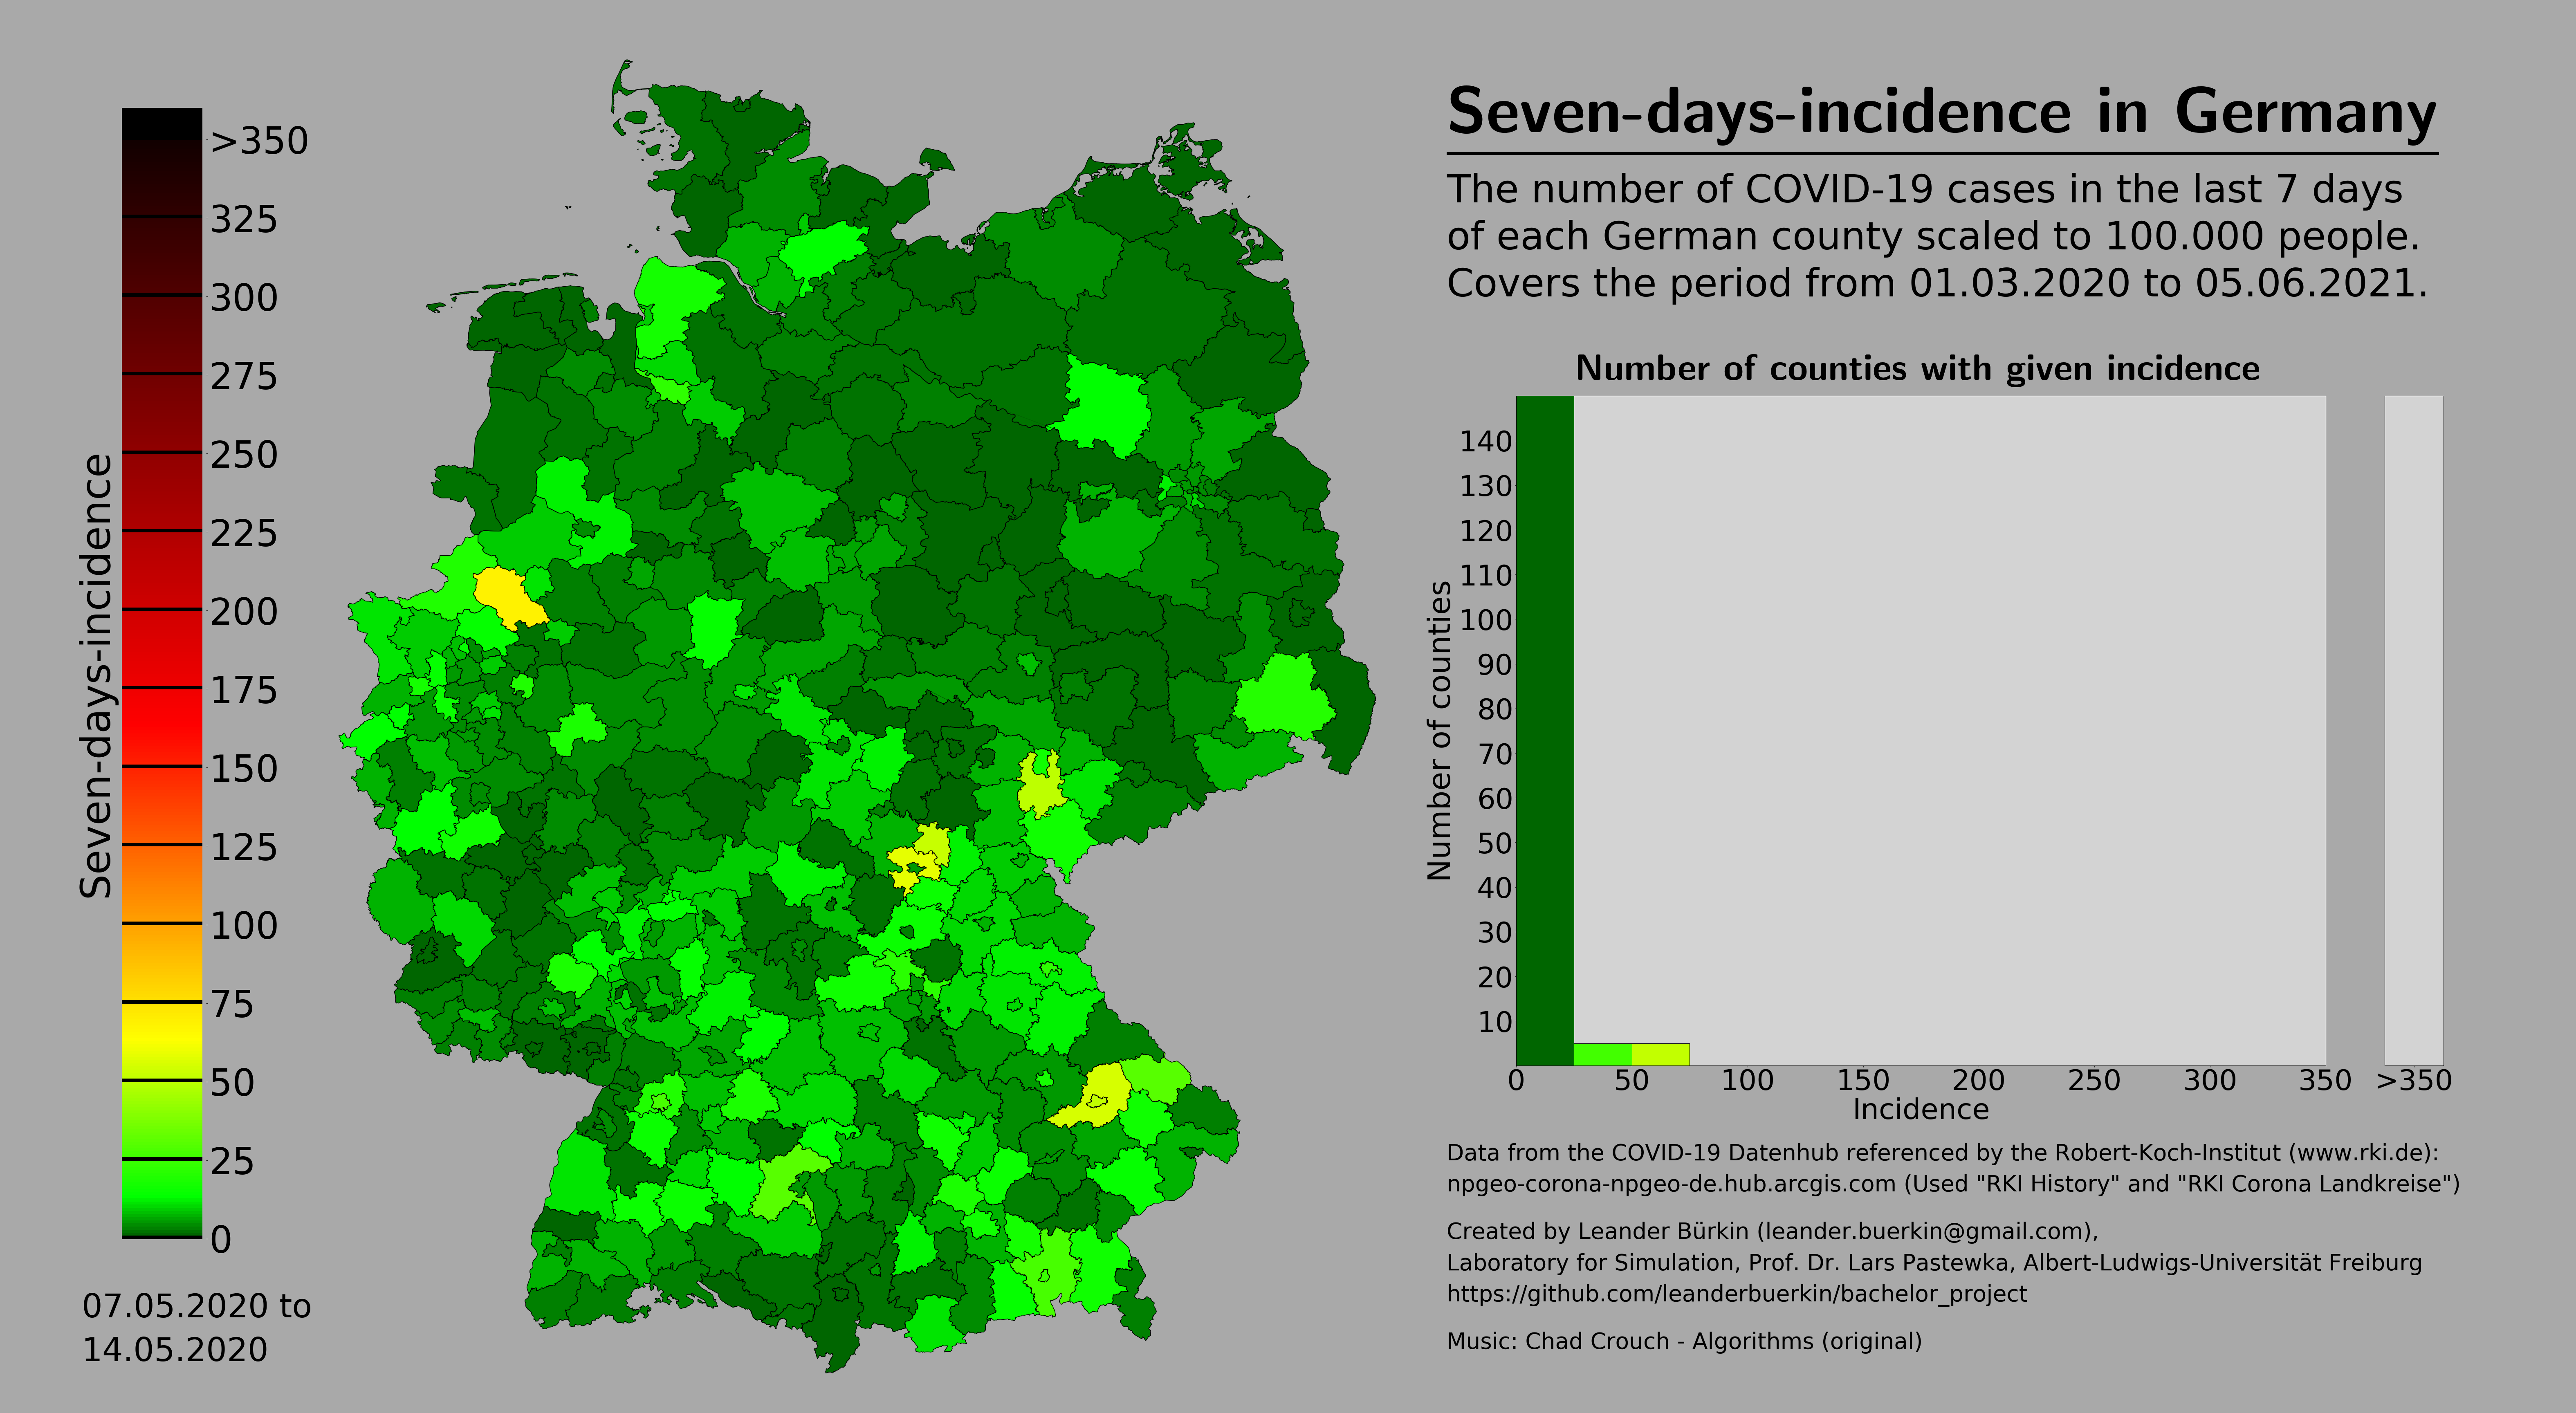 Seven-days-incidence in Germany
The number of COVID-19 cases in the last 7 days
of each German county scaled to 100.000 people.
Covers the period from 01.03.2020 to 05.06.2021.
Seven-days-incidence
>350
325
300
275
250
225
200
175
150
125
100
75
50
25
0
07.05.2020 to
14.05.2020
Number of counties with given incidence
Number of counties
140
130
120
110
100
90
80
70
60
50
40
30
20
10
0 50 100 150 200 250 300 350 >350
Incidence
Data from the COVID-19 Datenhub referenced by the Robert-Koch-Institut (www.rki.de):
npgeo-corona-npgeo-de.hub.arcgis.com (Used "RKI History" and "RKI Corona Landkreise")
Created by Leander Bürkin (leander.buerkin@gmail.com),
Laboratory for Simulation, Prof. Dr. Lars Pastewka, Albert-Ludwigs-Universität Freiburg
https://github.com/leanderbuerkin/bachelor_project
Music: Chad Crouch - Algorithms (original)